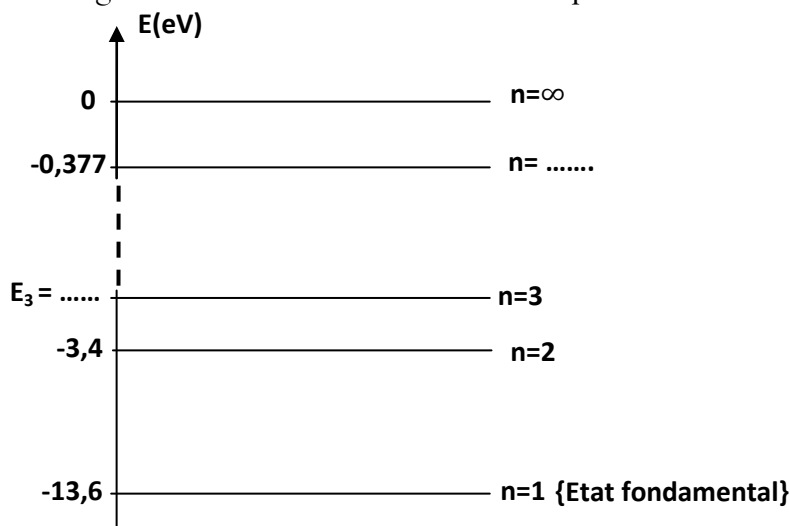 E(eV)
0 n=∞
-0,377 n= …….
E₃ = …… n=3
-3,4 n=2
-13,6 n=1 {Etat fondamental}